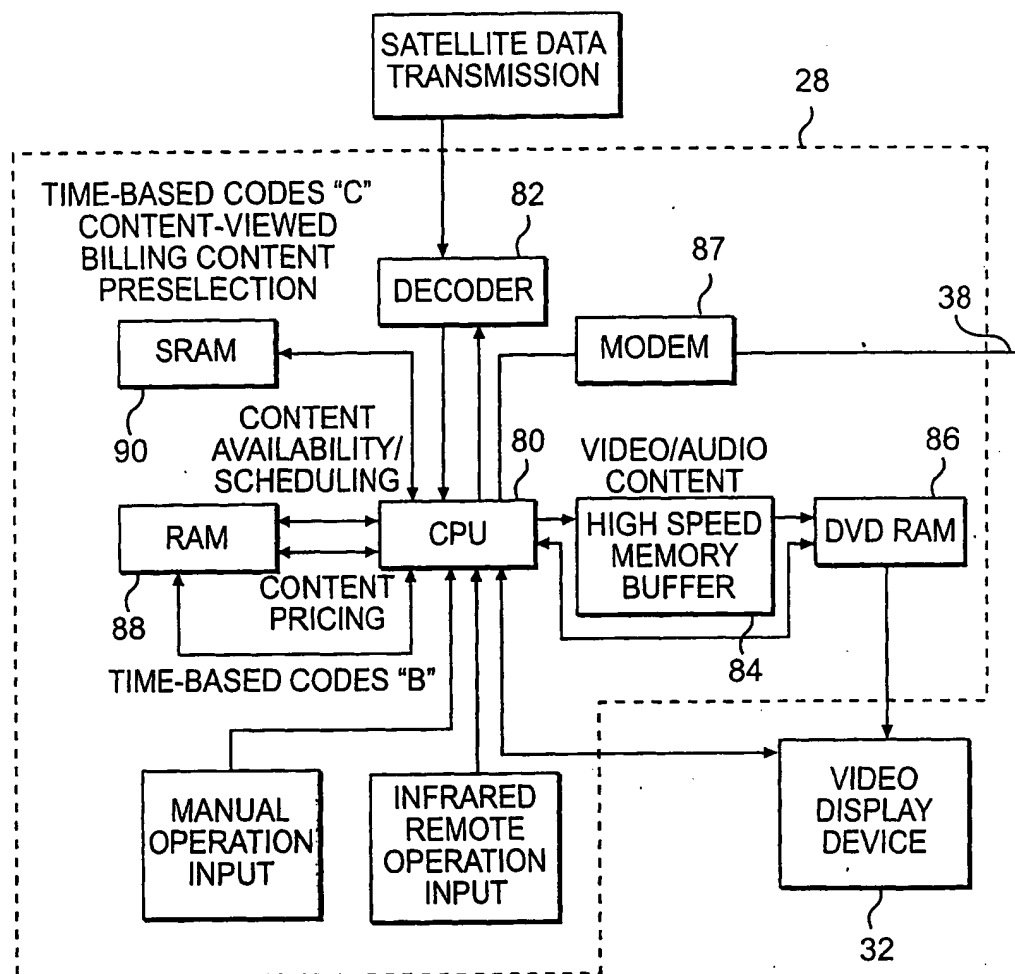 SATELLITE DATA
TRANSMISSION
28
TIME-BASED CODES “C”
CONTENT-VIEWED
BILLING CONTENT
PRESELECTION
82
DECODER
87
MODEM
38
SRAM
90
CONTENT
AVAILABILITY/
SCHEDULING
80
VIDEO/AUDIO
CONTENT
86
RAM
CPU
HIGH SPEED
MEMORY
BUFFER
DVD RAM
88
CONTENT
PRICING
84
TIME-BASED CODES “B”
MANUAL
OPERATION
INPUT
INFRARED
REMOTE
OPERATION
INPUT
VIDEO
DISPLAY
DEVICE
32